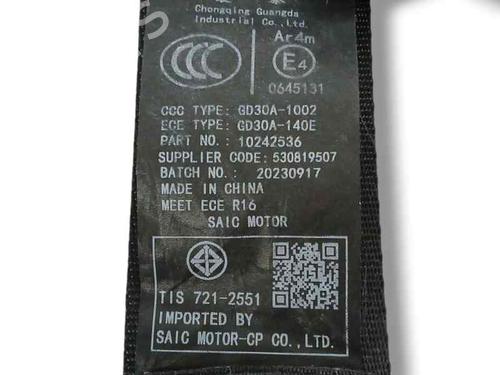 Chongqing Guangda
Industrial Co.,Ltd.
CCC
Ar4m
E4
0645131
CCC TYPE: GD30A-1002
ECE TYPE: GD30A-140E
PART NO.: 10242536
SUPPLIER CODE: 530819507
BATCH NO.: 20230917
MADE IN CHINA
MEET ECE R16
SAIC MOTOR
TIS 721-2551
IMPORTED BY
SAIC MOTOR-CP CO.,LTD.